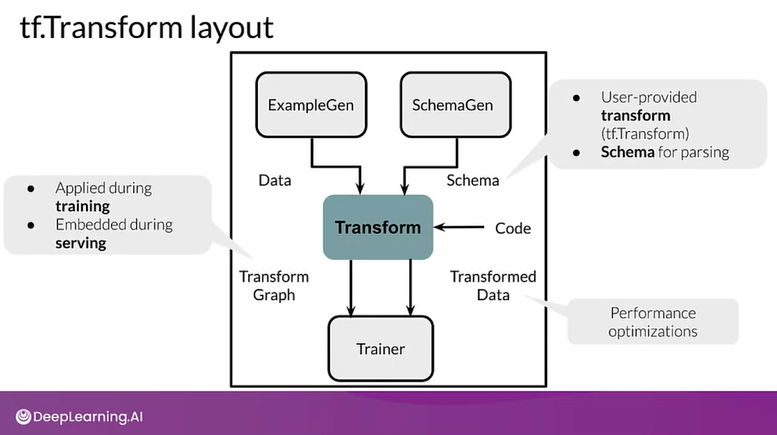 tf.Transform layout
ExampleGen
SchemaGen
● User-provided
transform
(tf.Transform)
● Schema for parsing
Data
Schema
● Applied during
training
● Embedded during
serving
Transform
Code
Transform
Graph
Transformed
Data
Performance
optimizations
Trainer
DeepLearning.AI